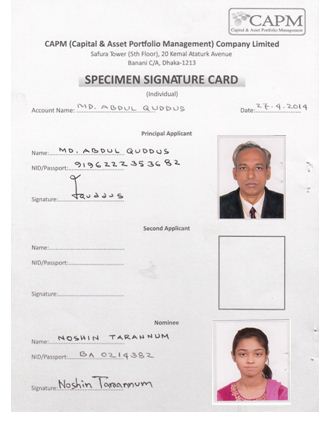 CAPM
Capital & Asset Portfolio Management
CAPM (Capital & Asset Portfolio Management) Company Limited
Safura Tower (5th Floor), 20 Kemal Ataturk Avenue
Banani C/A, Dhaka-1213
SPECIMEN SIGNATURE CARD
(Individual)
Account Name: MD. ABDUL QUDDUS Date: 27-4-2014
Principal Applicant
Name: MD. ABDUL QUDDUS
NID/Passport: 9196222353682
Signature: Quddus
Second Applicant
Name:
NID/Passport:
Signature:
Nominee
Name: NOSHIN TARANNUM
NID/Passport: BA 0214382
Signature: Noshin Tarannum